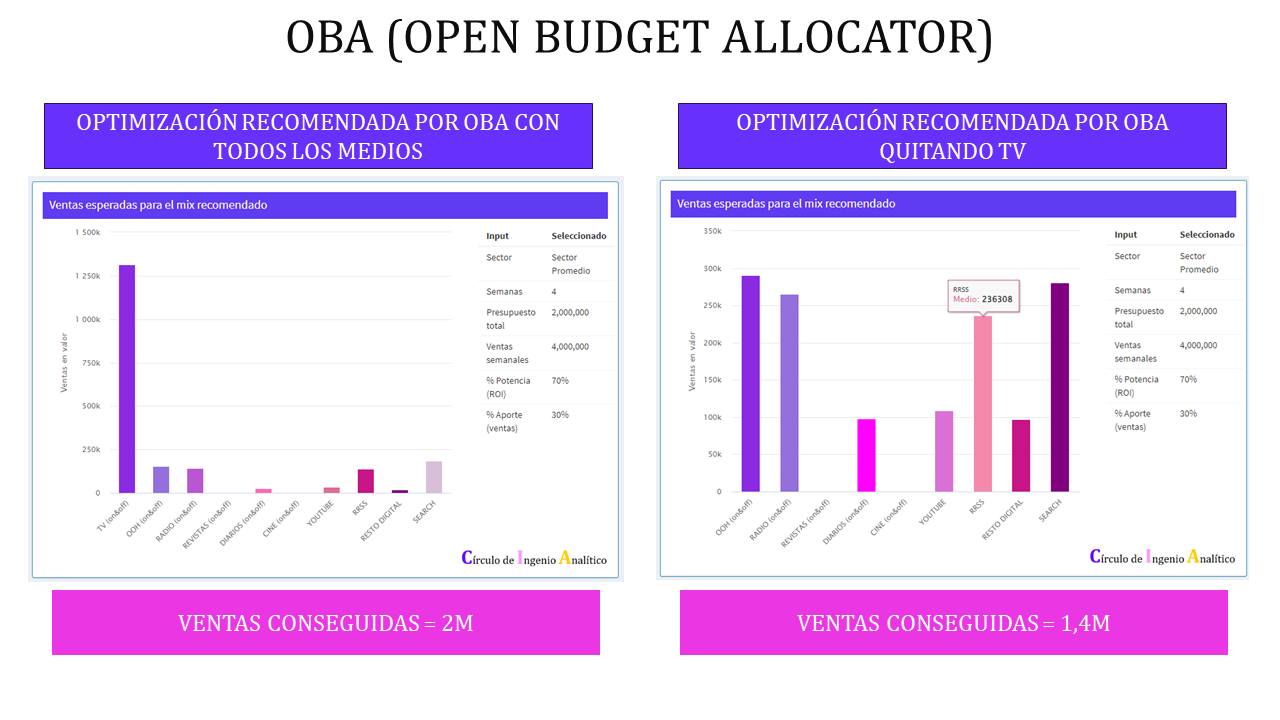 OBA (OPEN BUDGET ALLOCATOR)
OPTIMIZACIÓN RECOMENDADA POR OBA CON
TODOS LOS MEDIOS
Ventas esperadas para el mix recomendado
1 500k
1 250k
1 000k
750k
500k
250k
0
Ventas en valor
TV (on&off)
OOH (on&off)
RADIO (on&off)
REVISTAS (on&off)
DIARIOS (on&off)
CINE (on&off)
YOUTUBE
RRSS
RESTO DIGITAL
SEARCH
Input Seleccionado
Sector Sector
Promedio
Semanas 4
Presupuesto 2,000,000
total
Ventas 4,000,000
semanales
% Potencia 70%
(ROI)
% Aporte 30%
(ventas)
Círculo de Ingenio Analítico
VENTAS CONSEGUIDAS = 2M
OPTIMIZACIÓN RECOMENDADA POR OBA
QUITANDO TV
Ventas esperadas para el mix recomendado
350k
300k
250k
200k
150k
100k
50k
0
Ventas en valor
RRSS
Medio: 236308
OOH (on&off)
RADIO (on&off)
REVISTAS (on&off)
DIARIOS (on&off)
CINE (on&off)
YOUTUBE
RRSS
RESTO DIGITAL
SEARCH
Input Seleccionado
Sector Sector
Promedio
Semanas 4
Presupuesto 2,000,000
total
Ventas 4,000,000
semanales
% Potencia 70%
(ROI)
% Aporte 30%
(ventas)
Círculo de Ingenio Analítico
VENTAS CONSEGUIDAS = 1,4M